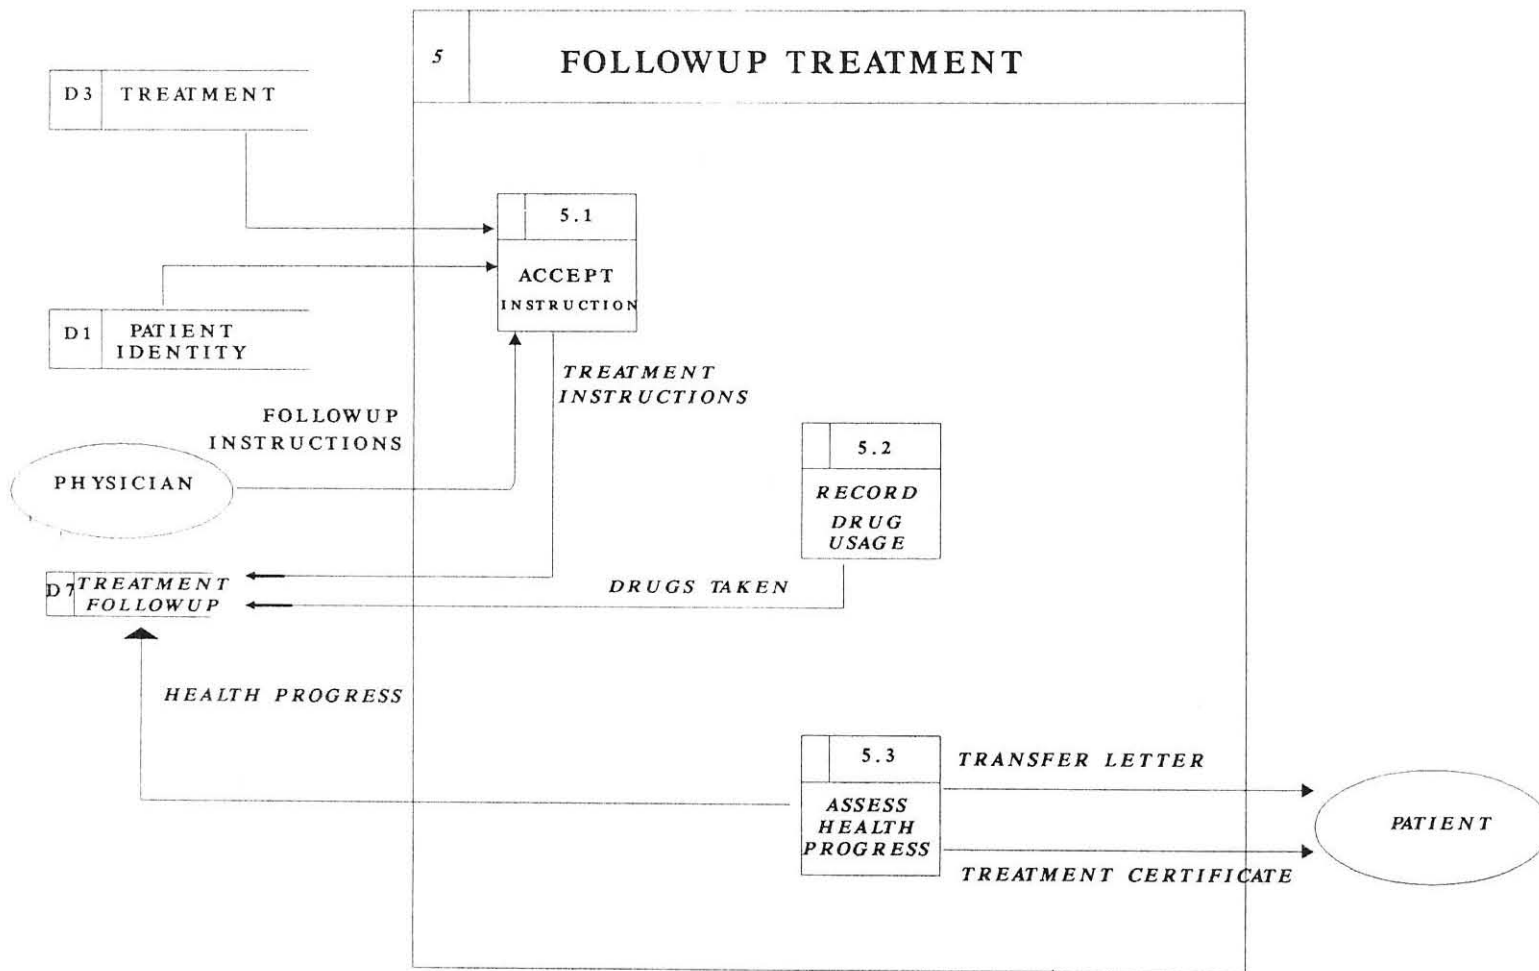 5
FOLLOWUP TREATMENT
D3 TREATMENT
5.1
ACCEPT
INSTRUCTION
D1
PATIENT
IDENTITY
TREATMENT
INSTRUCTIONS
FOLLOWUP
INSTRUCTIONS
PHYSICIAN
5.2
RECORD
DRUG
USAGE
D7
TREATMENT
FOLLOWUP
DRUGS TAKEN
HEALTH PROGRESS
5.3
ASSESS
HEALTH
PROGRESS
TRANSFER LETTER
PATIENT
TREATMENT CERTIFICATE